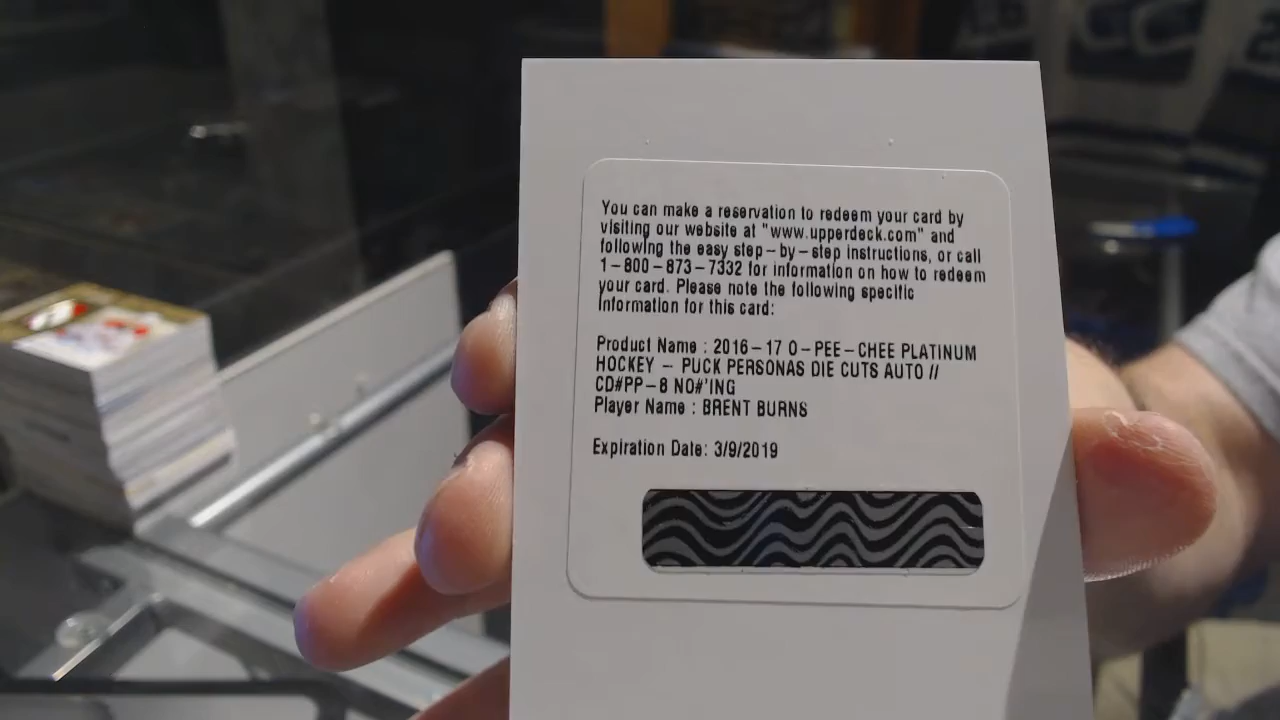 You can make a reservation to redeem your card by
visiting our website at "www.upperdeck.com" and
following the easy step-by-step instructions, or call
1-800-873-7332 for information on how to redeem
your card. Please note the following specific
information for this card:
Product Name : 2016-17 O-PEE-CHEE PLATINUM
HOCKEY - PUCK PERSONAS DIE CUTS AUTO //
CD#PP-8 NO#'ING
Player Name : BRENT BURNS
Expiration Date: 3/9/2019